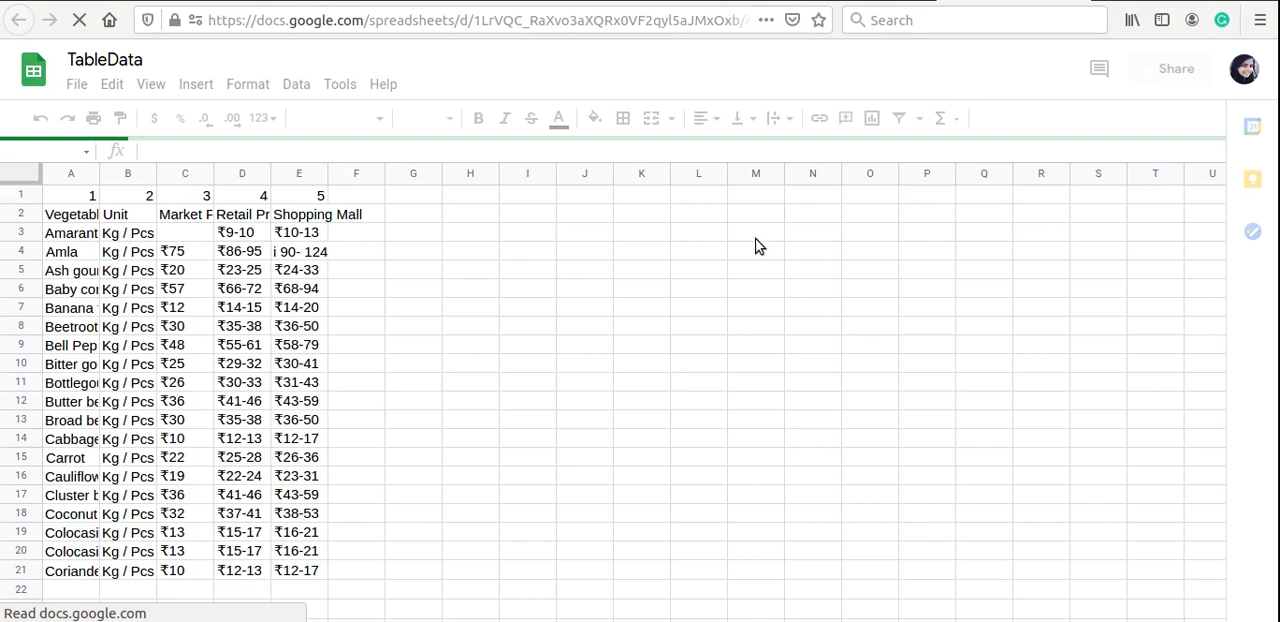 https://docs.google.com/spreadsheets/d/1LrVQC_RaXvo3aXQRx0VF2qyl5aJMxOxb/ Search
TableData
File Edit View Insert Format Data Tools Help
Share
$ % .0 .00 123 B I S A Σ
31
fx
A B C D E F G H I J K L M N O P Q R S T U
1 1 2 3 4 5
2 Vegetabl Unit Market P Retail Pr Shopping Mall
3 Amarant Kg / Pcs ₹9-10 ₹10-13
4 Amla Kg / Pcs ₹75 ₹86-95 i 90- 124
5 Ash gour Kg / Pcs ₹20 ₹23-25 ₹24-33
6 Baby cor Kg / Pcs ₹57 ₹66-72 ₹68-94
7 Banana Kg / Pcs ₹12 ₹14-15 ₹14-20
8 Beetroot Kg / Pcs ₹30 ₹35-38 ₹36-50
9 Bell Pep Kg / Pcs ₹48 ₹55-61 ₹58-79
10 Bitter go Kg / Pcs ₹25 ₹29-32 ₹30-41
11 Bottlegou Kg / Pcs ₹26 ₹30-33 ₹31-43
12 Butter be Kg / Pcs ₹36 ₹41-46 ₹43-59
13 Broad be Kg / Pcs ₹30 ₹35-38 ₹36-50
14 Cabbage Kg / Pcs ₹10 ₹12-13 ₹12-17
15 Carrot Kg / Pcs ₹22 ₹25-28 ₹26-36
16 Cauliflow Kg / Pcs ₹19 ₹22-24 ₹23-31
17 Cluster b Kg / Pcs ₹36 ₹41-46 ₹43-59
18 Coconut Kg / Pcs ₹32 ₹37-41 ₹38-53
19 Colocasi Kg / Pcs ₹13 ₹15-17 ₹16-21
20 Colocasi Kg / Pcs ₹13 ₹15-17 ₹16-21
21 Coriande Kg / Pcs ₹10 ₹12-13 ₹12-17
22
Read docs.google.com